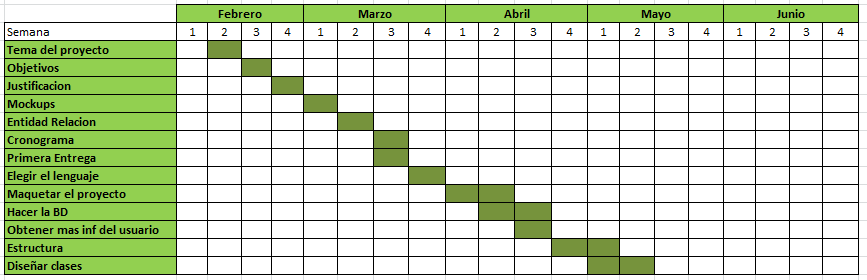 Febrero Marzo Abril Mayo Junio
Semana 1 2 3 4 1 2 3 4 1 2 3 4 1 2 3 4 1 2 3 4
Tema del proyecto
Objetivos
Justificacion
Mockups
Entidad Relacion
Cronograma
Primera Entrega
Elegir el lenguaje
Maquetar el proyecto
Hacer la BD
Obtener mas inf del usuario
Estructura
Diseñar clases